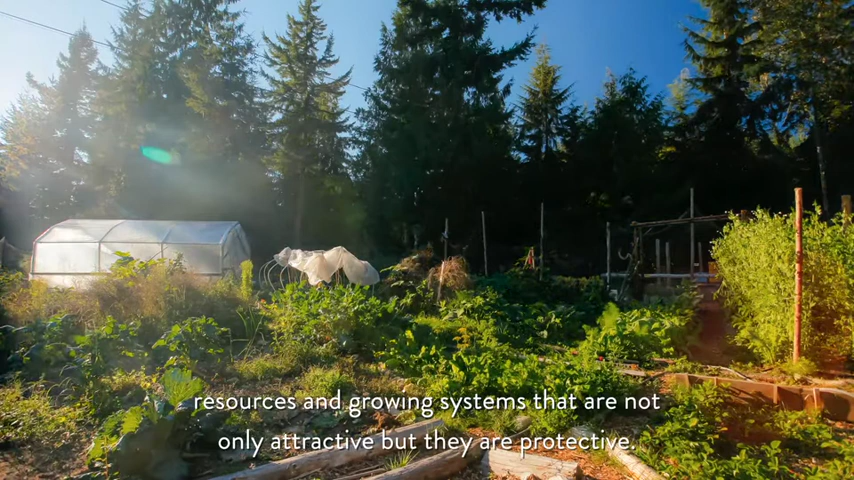 resources and growing systems that are not
only attractive but they are protective.